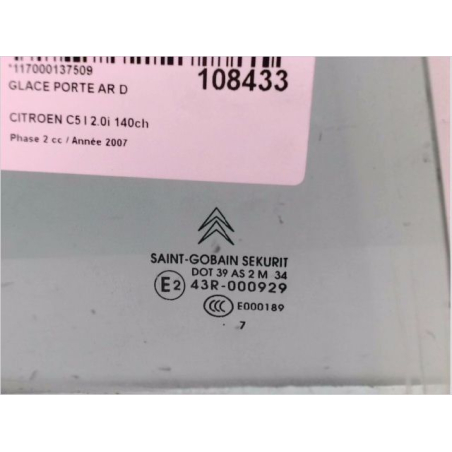 *117000137509
108433
GLACE PORTE AR D
CITROEN C5 I 2.0i 140ch
Phase 2 cc / Année 2007
SAINT-GOBAIN SEKURIT
DOT 39 AS 2 M 34
E2 43R-000929
CCC E000189
7